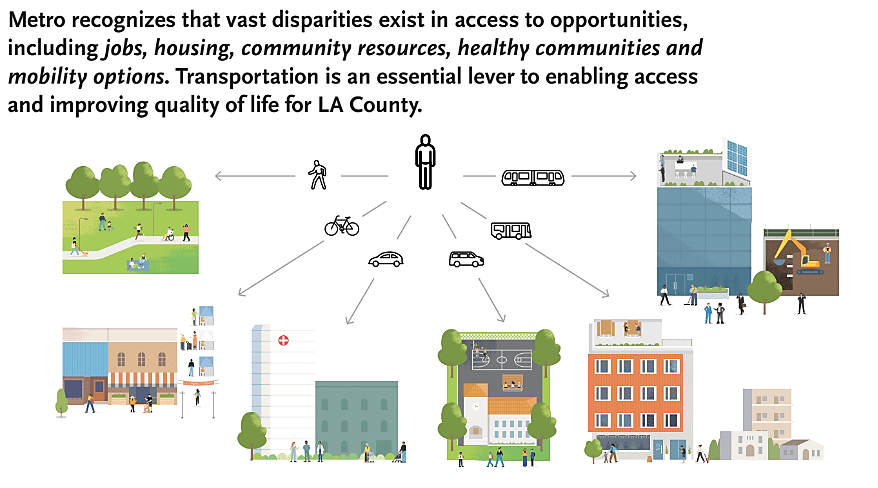 Metro recognizes that vast disparities exist in access to opportunities,
including jobs, housing, community resources, healthy communities and
mobility options. Transportation is an essential lever to enabling access
and improving quality of life for LA County.